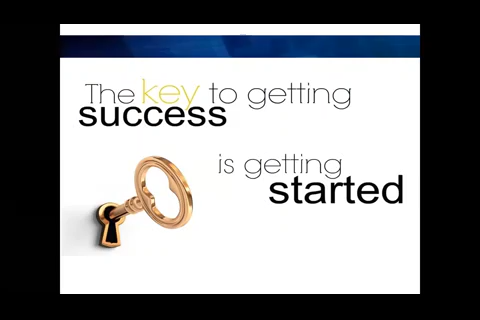 The key to getting
success
is getting
started